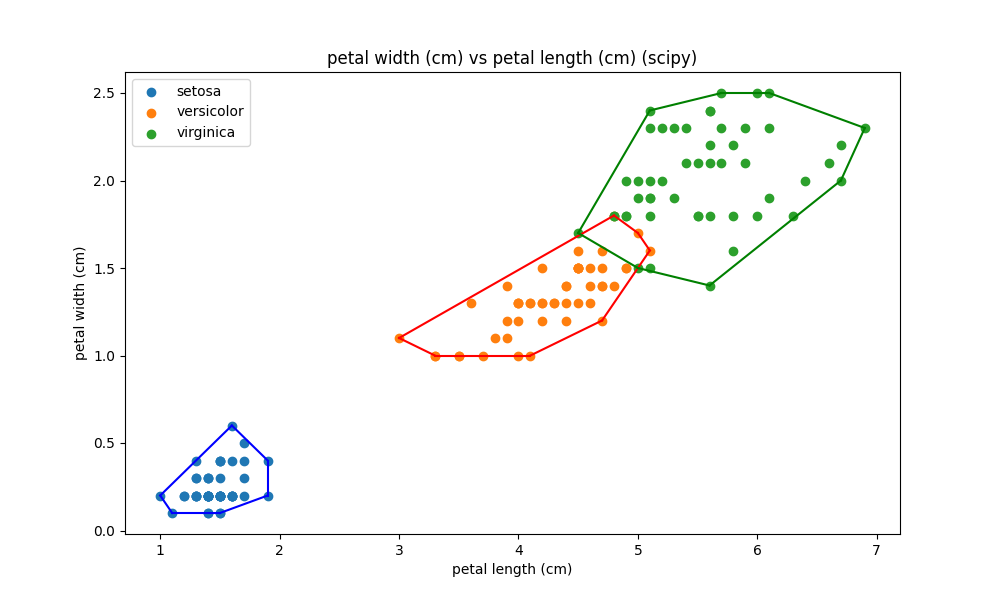 petal width (cm) vs petal length (cm) (scipy)
setosa
versicolor
virginica
2.5
2.0
1.5
1.0
0.5
0.0
petal width (cm)
1 2 3 4 5 6 7
petal length (cm)